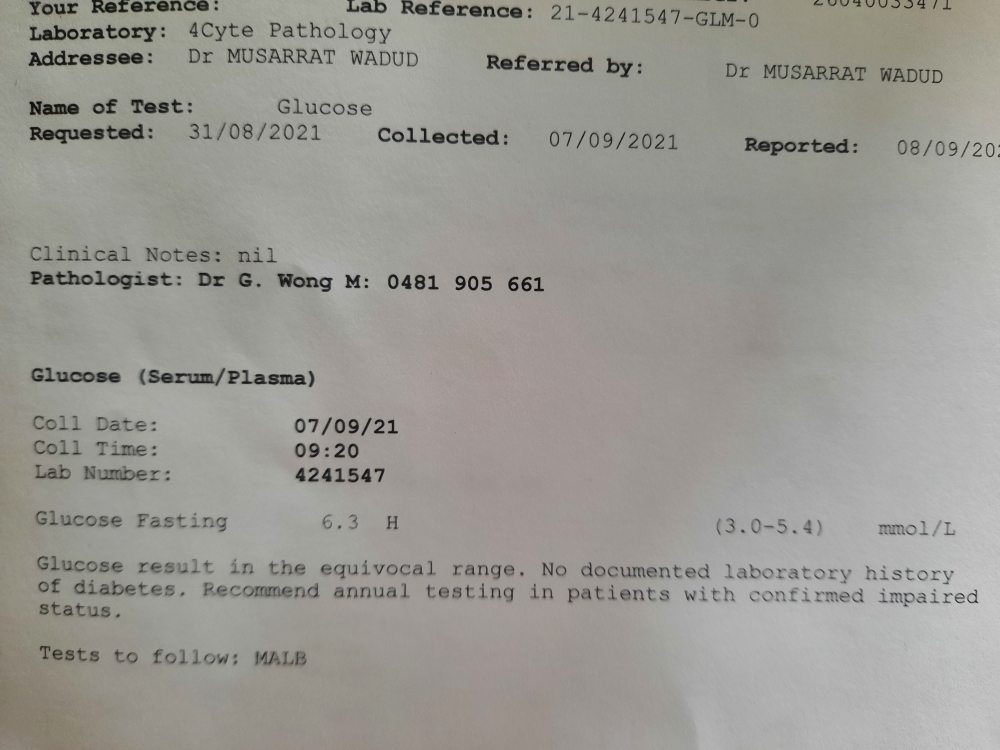 Your Reference: Lab Reference: 21-4241547-GLM-0
Laboratory: 4Cyte Pathology
Addressee: Dr MUSARRAT WADUD Referred by: Dr MUSARRAT WADUD
Name of Test: Glucose
Requested: 31/08/2021 Collected: 07/09/2021 Reported: 08/09/202
Clinical Notes: nil
Pathologist: Dr G. Wong M: 0481 905 661
Glucose (Serum/Plasma)
Coll Date: 07/09/21
Coll Time: 09:20
Lab Number: 4241547
Glucose Fasting 6.3 H (3.0-5.4) mmol/L
Glucose result in the equivocal range. No documented laboratory history
of diabetes. Recommend annual testing in patients with confirmed impaired
status.
Tests to follow: MALB